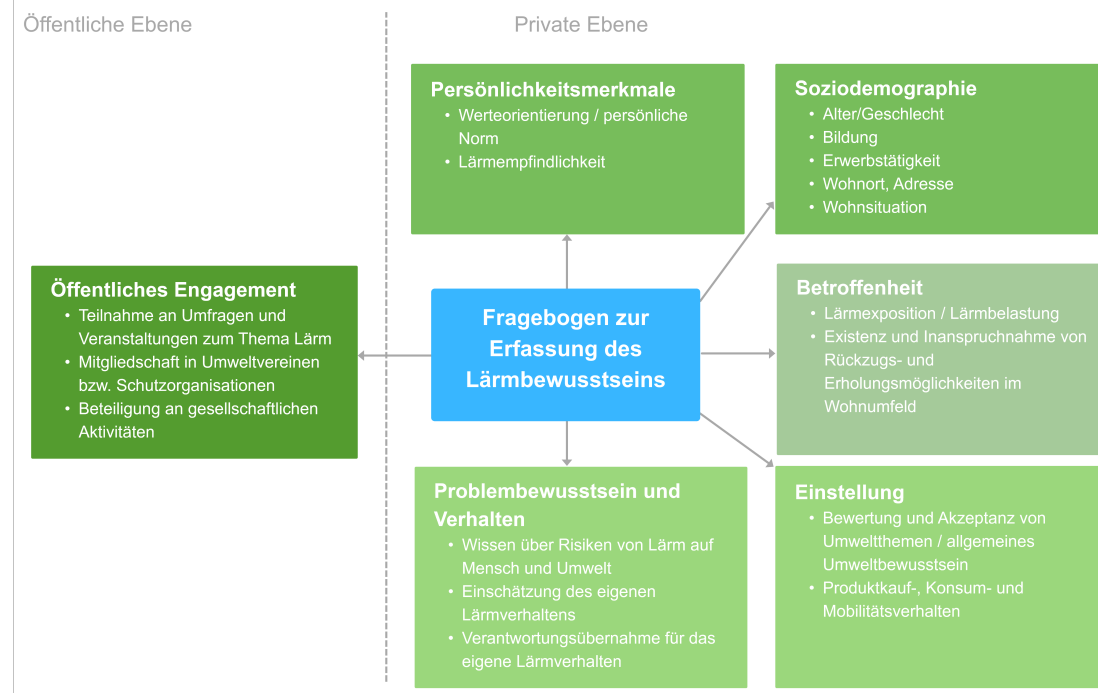 Öffentliche Ebene
Private Ebene
Persönlichkeitsmerkmale
• Werteorientierung / persönliche
Norm
• Lärmempfindlichkeit
Soziodemographie
• Alter/Geschlecht
• Bildung
• Erwerbstätigkeit
• Wohnort, Adresse
• Wohnsituation
Öffentliches Engagement
• Teilnahme an Umfragen und
Veranstaltungen zum Thema Lärm
• Mitgliedschaft in Umweltvereinen
bzw. Schutzorganisationen
• Beteiligung an gesellschaftlichen
Aktivitäten
Fragebogen zur
Erfassung des
Lärmbewusstseins
Betroffenheit
• Lärmexposition / Lärmbelastung
• Existenz und Inanspruchnahme von
Rückzugs- und
Erholungsmöglichkeiten im
Wohnumfeld
Problembewusstsein und
Verhalten
• Wissen über Risiken von Lärm auf
Mensch und Umwelt
• Einschätzung des eigenen
Lärmverhaltens
• Verantwortungsübernahme für das
eigene Lärmverhalten
Einstellung
• Bewertung und Akzeptanz von
Umweltthemen / allgemeines
Umweltbewusstsein
• Produktkauf-, Konsum- und
Mobilitätsverhalten